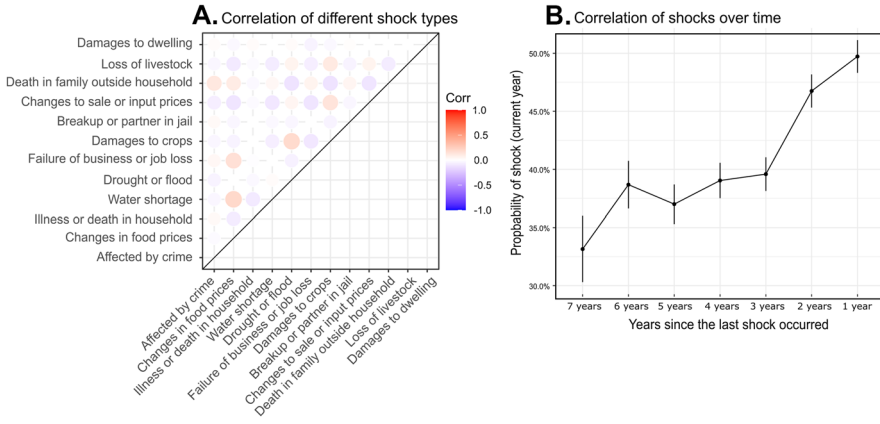 A. Correlation of different shock types
Damages to dwelling
Loss of livestock
Death in family outside household
Changes to sale or input prices
Breakup or partner in jail
Damages to crops
Failure of business or job loss
Drought or flood
Water shortage
Illness or death in household
Changes in food prices
Affected by crime
Affected by crime
Changes in food prices
Illness or death in household
Water shortage
Drought or flood
Failure of business or job loss
Damages to crops
Breakup or partner in jail
Changes to sale or input prices
Death in family outside household
Loss of livestock
Damages to dwelling
Corr
1.0
0.5
0.0
-0.5
-1.0
B. Correlation of shocks over time
Propbability of shock (current year)
50.0%
45.0%
40.0%
35.0%
30.0%
7 years 6 years 5 years 4 years 3 years 2 years 1 year
Years since the last shock occurred